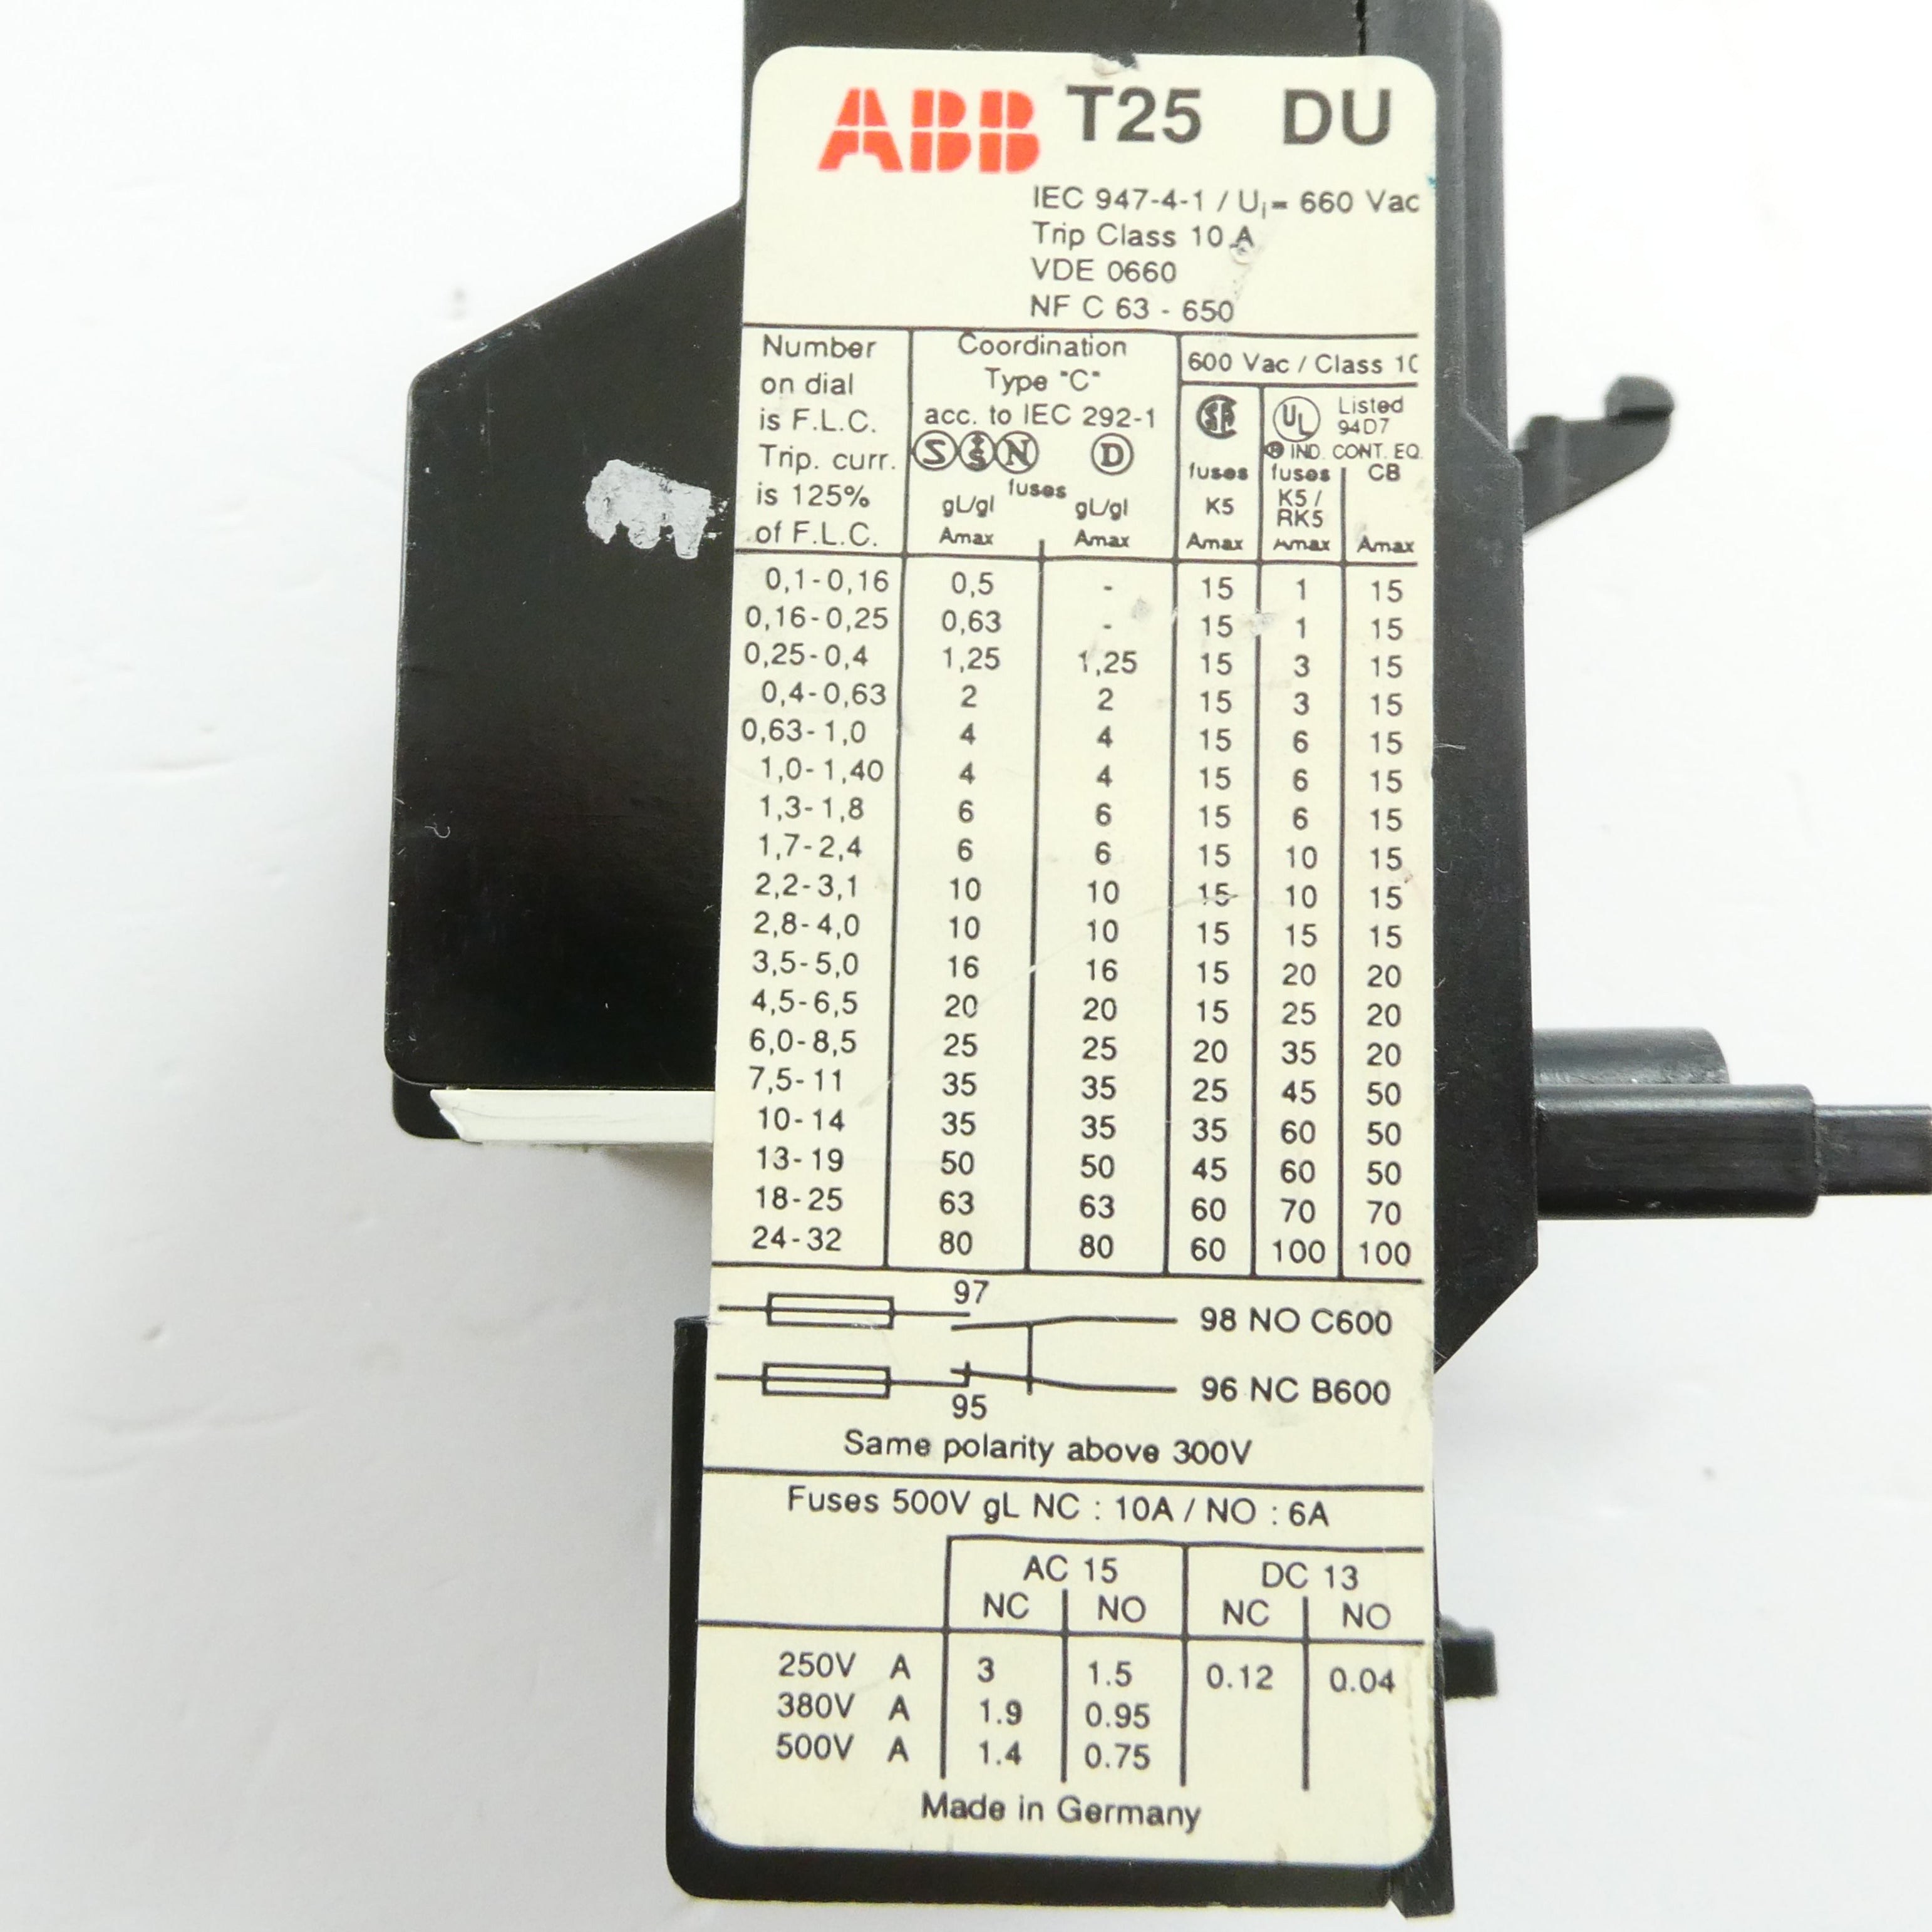 ABB T25 DU
IEC 947-4-1 / Ui= 660 Vac
Trip Class 10 A
VDE 0660
NF C 63 - 650
Number
on dial
is F.L.C.
Trip. curr.
is 125%
of F.L.C.
Coordination
Type "C"
acc. to IEC 292-1
S S N D
fuses
gL/gl gL/gl
Amax Amax
600 Vac / Class 10
UL Listed
94D7
IND. CONT. EQ.
fuses fuses CB
K5 K5 /
RK5
Amax Amax Amax
0,1-0,16 0,5 - 15 1 15
0,16-0,25 0,63 - 15 1 15
0,25-0,4 1,25 1,25 15 3 15
0,4-0,63 2 2 15 3 15
0,63-1,0 4 4 15 6 15
1,0-1,40 4 4 15 6 15
1,3-1,8 6 6 15 6 15
1,7-2,4 6 6 15 10 15
2,2-3,1 10 10 15 10 15
2,8-4,0 10 10 15 15 15
3,5-5,0 16 16 15 20 20
4,5-6,5 20 20 15 25 20
6,0-8,5 25 25 20 35 20
7,5-11 35 35 25 45 50
10-14 35 35 35 60 50
13-19 50 50 45 60 50
18-25 63 63 60 70 70
24-32 80 80 60 100 100
97 98 NO C600
95 96 NC B600
Same polarity above 300V
Fuses 500V gL NC : 10A / NO : 6A
AC 15 DC 13
NC NO NC NO
250V A 3 1.5 0.12 0.04
380V A 1.9 0.95
500V A 1.4 0.75
Made in Germany